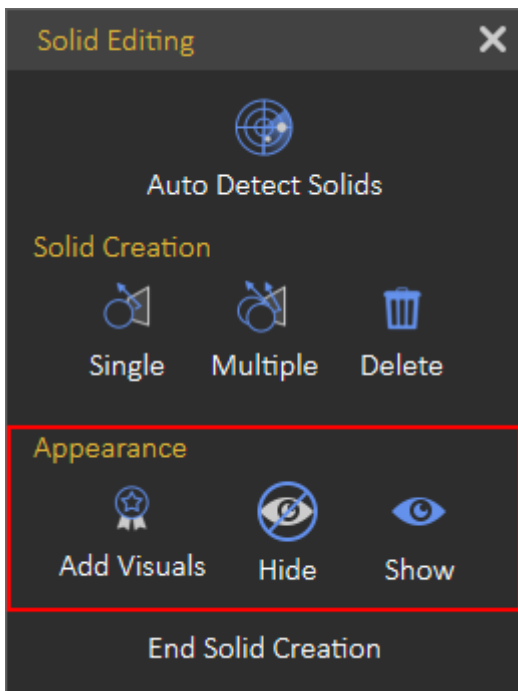 Solid Editing
Auto Detect Solids
Solid Creation
Single Multiple Delete
Appearance
Add Visuals Hide Show
End Solid Creation